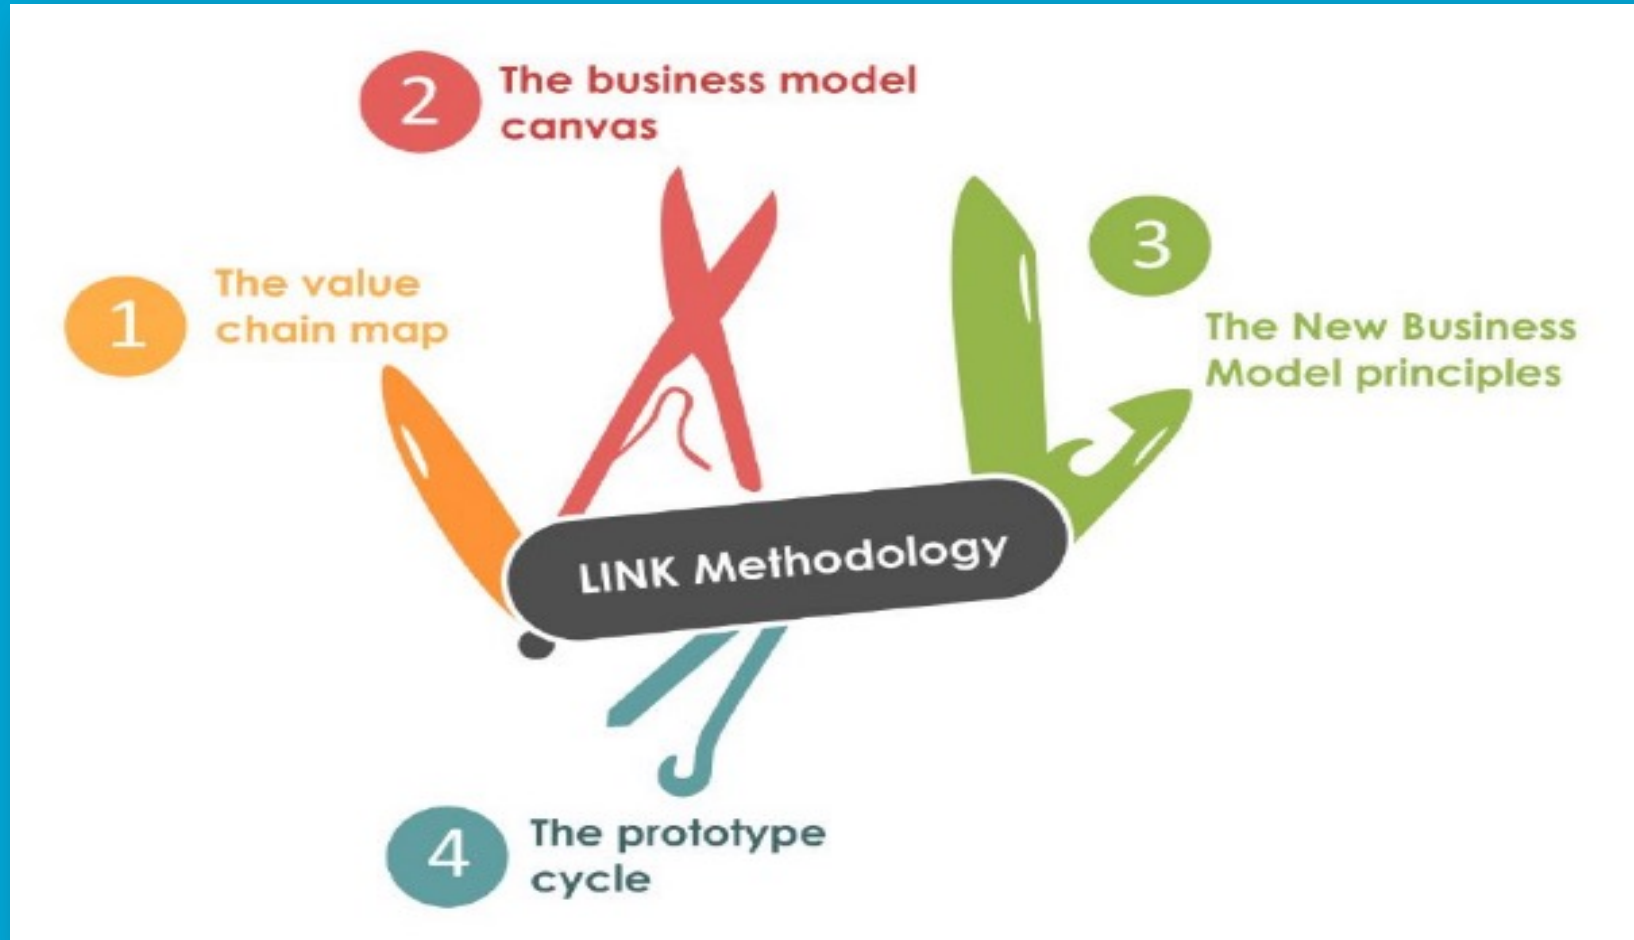 2
The business model
canvas
3
1
The value
chain map
The New Business
Model principles
LINK Methodology
4
The prototype
cycle